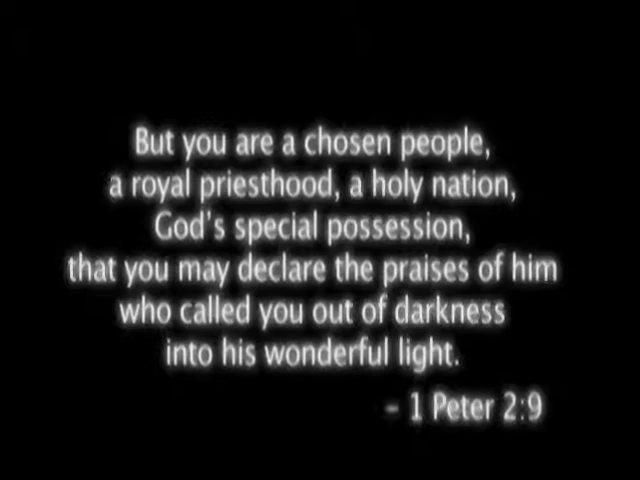 But you are a chosen people,
a royal priesthood, a holy nation,
God's special possession,
that you may declare the praises of him
who called you out of darkness
into his wonderful light.
– 1 Peter 2:9